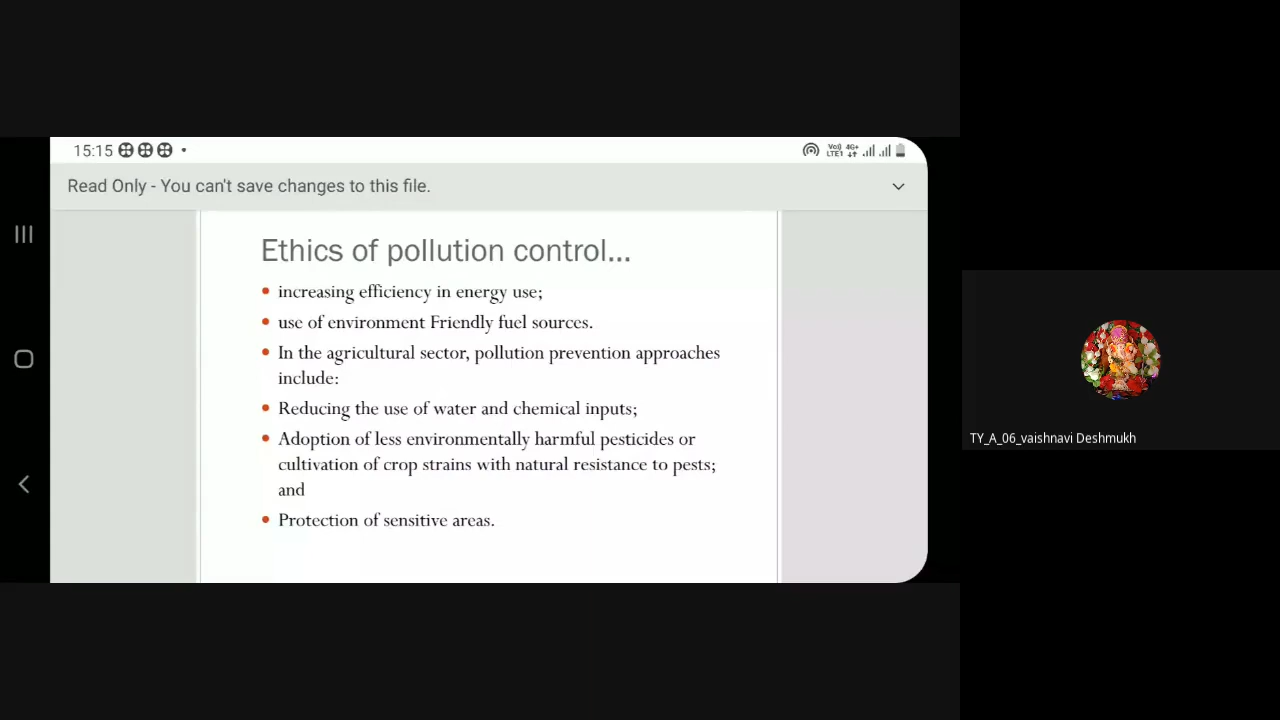 15:15
Vo)) 4G+
LTE1
Read Only - You can't save changes to this file.
Ethics of pollution control...
• increasing efficiency in energy use;
• use of environment Friendly fuel sources.
• In the agricultural sector, pollution prevention approaches
include:
• Reducing the use of water and chemical inputs;
• Adoption of less environmentally harmful pesticides or
cultivation of crop strains with natural resistance to pests;
and
• Protection of sensitive areas.
TY_A_06_vaishnavi Deshmukh